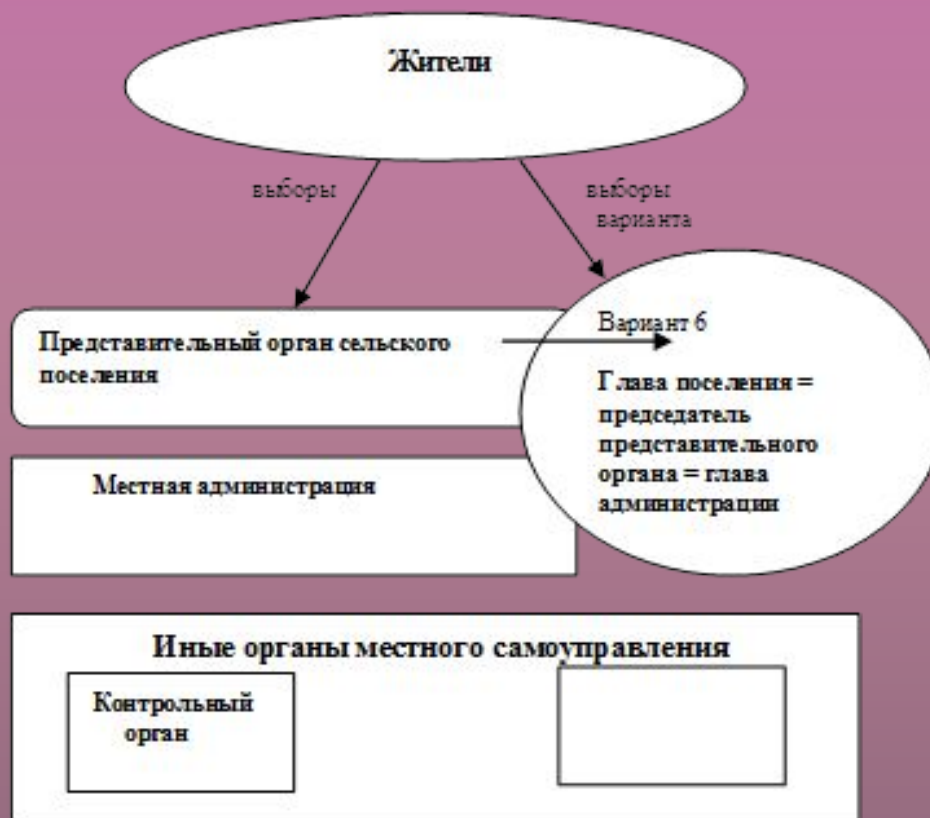 Жители
выборы
выборы
варианта
Представительный орган сельского
поселения
Вариант 6
Глава поселения =
председатель
представительного
органа = глава
администрации
Местная администрация
Иные органы местного самоуправления
Контрольный
орган